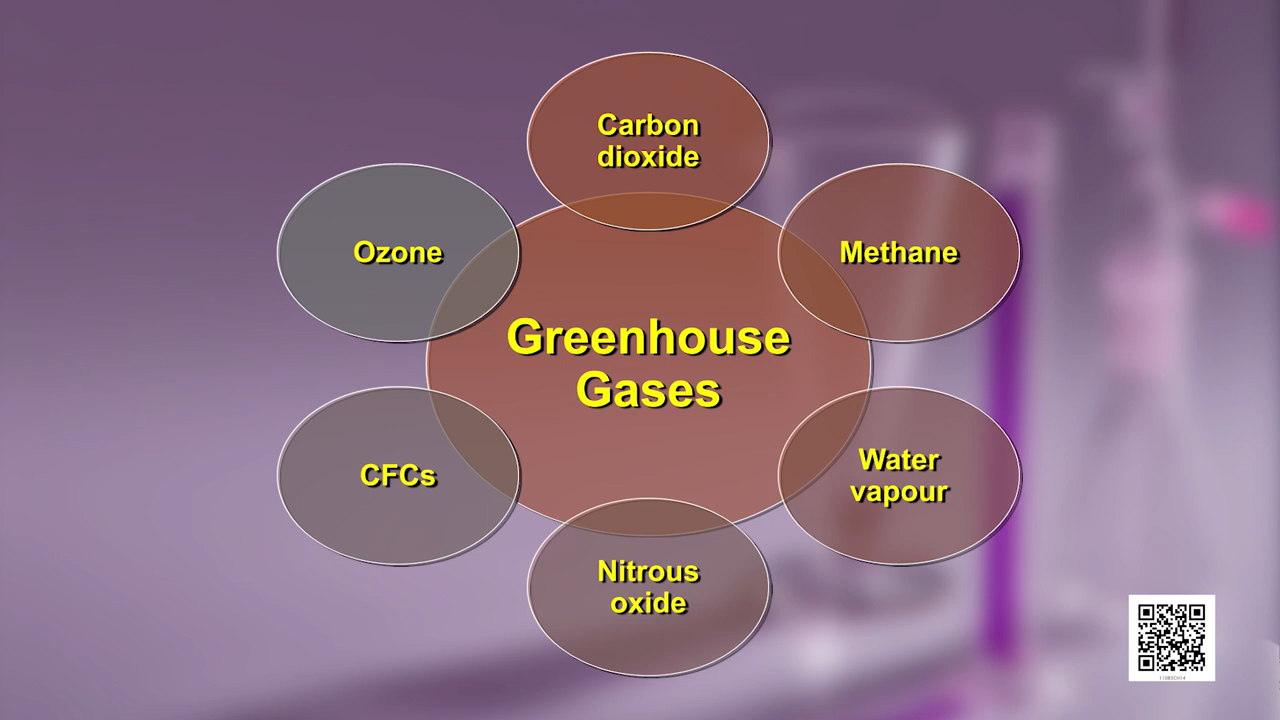 Carbon
dioxide
Ozone
Methane
Greenhouse
Gases
CFCs
Water
vapour
Nitrous
oxide